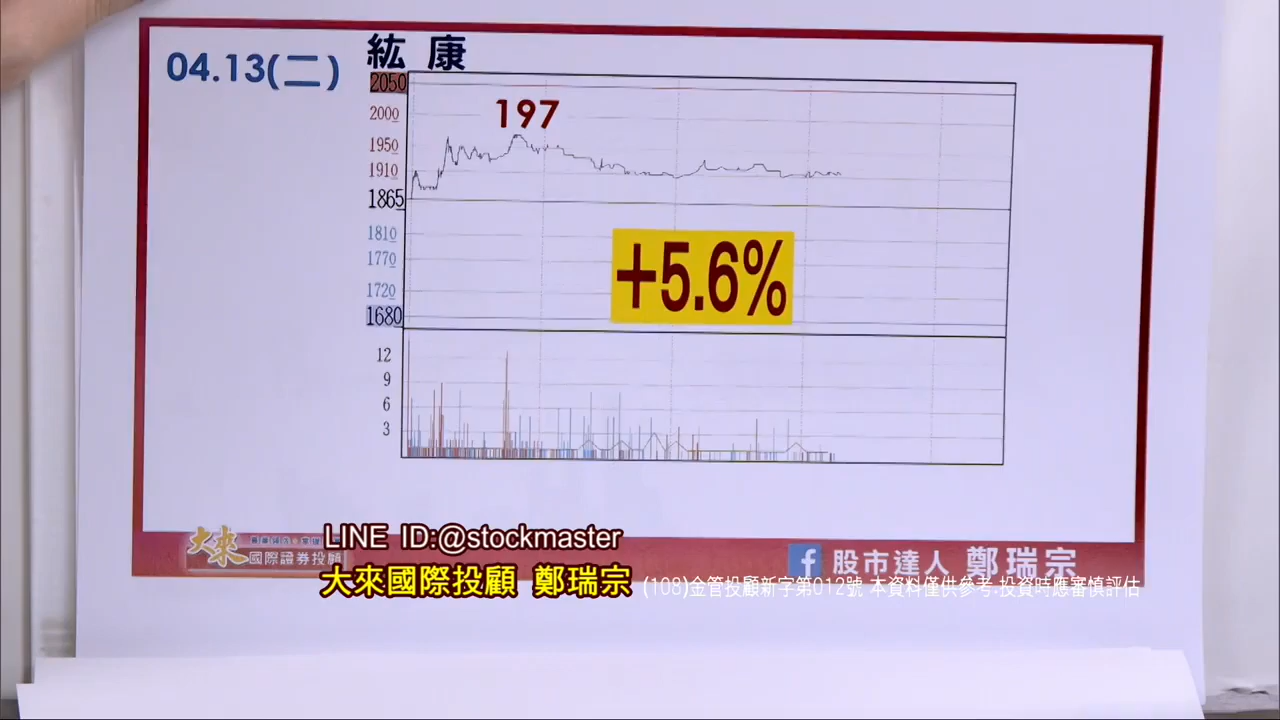 04.13(二)
紘 康
2050
2000
1950
1910
1865
1810
1770
1720
1680
12
9
6
3
197
+5.6%
大來
國際證券投顧
LINE ID:@stockmaster
f 股市達人 鄭瑞宗
大來國際投顧 鄭瑞宗 (108)金管投顧新字第012號 本資料僅供參考,投資時應審慎評估